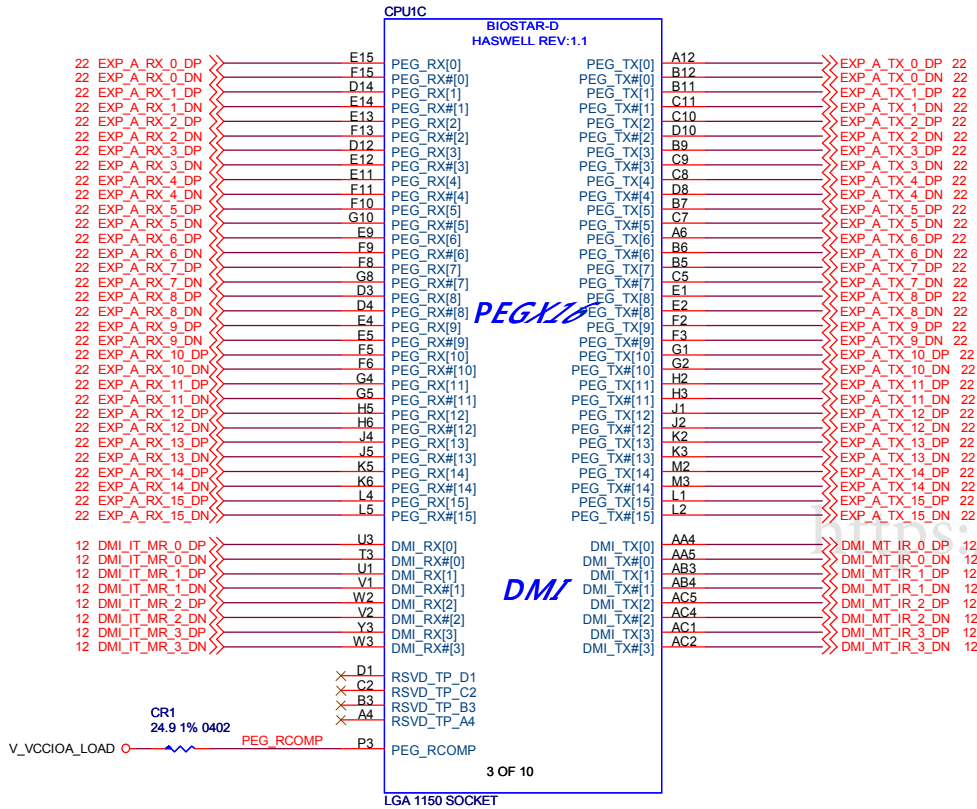 CPU1C
BIOSTAR-D
HASWELL REV:1.1
22 EXP_A_RX_0_DP E15 PEG_RX[0] PEG_TX[0] A12 EXP_A_TX_0_DP 22
22 EXP_A_RX_0_DN F15 PEG_RX#[0] PEG_TX#[0] B12 EXP_A_TX_0_DN 22
22 EXP_A_RX_1_DP D14 PEG_RX[1] PEG_TX[1] B11 EXP_A_TX_1_DP 22
22 EXP_A_RX_1_DN E14 PEG_RX#[1] PEG_TX#[1] C11 EXP_A_TX_1_DN 22
22 EXP_A_RX_2_DP E13 PEG_RX[2] PEG_TX[2] C10 EXP_A_TX_2_DP 22
22 EXP_A_RX_2_DN F13 PEG_RX#[2] PEG_TX#[2] D10 EXP_A_TX_2_DN 22
22 EXP_A_RX_3_DP D12 PEG_RX[3] PEG_TX[3] B9 EXP_A_TX_3_DP 22
22 EXP_A_RX_3_DN E12 PEG_RX#[3] PEG_TX#[3] C9 EXP_A_TX_3_DN 22
22 EXP_A_RX_4_DP E11 PEG_RX[4] PEG_TX[4] C8 EXP_A_TX_4_DP 22
22 EXP_A_RX_4_DN F11 PEG_RX#[4] PEG_TX#[4] D8 EXP_A_TX_4_DN 22
22 EXP_A_RX_5_DP F10 PEG_RX[5] PEG_TX[5] B7 EXP_A_TX_5_DP 22
22 EXP_A_RX_5_DN G10 PEG_RX#[5] PEG_TX#[5] C7 EXP_A_TX_5_DN 22
22 EXP_A_RX_6_DP E9 PEG_RX[6] PEG_TX[6] A6 EXP_A_TX_6_DP 22
22 EXP_A_RX_6_DN F9 PEG_RX#[6] PEG_TX#[6] B6 EXP_A_TX_6_DN 22
22 EXP_A_RX_7_DP F8 PEG_RX[7] PEG_TX[7] B5 EXP_A_TX_7_DP 22
22 EXP_A_RX_7_DN G8 PEG_RX#[7] PEG_TX#[7] C5 EXP_A_TX_7_DN 22
22 EXP_A_RX_8_DP D3 PEG_RX[8] PEG_TX[8] E1 EXP_A_TX_8_DP 22
22 EXP_A_RX_8_DN D4 PEG_RX#[8] PEGX16 PEG_TX#[8] E2 EXP_A_TX_8_DN 22
22 EXP_A_RX_9_DP E4 PEG_RX[9] PEG_TX[9] F2 EXP_A_TX_9_DP 22
22 EXP_A_RX_9_DN E5 PEG_RX#[9] PEG_TX#[9] F3 EXP_A_TX_9_DN 22
22 EXP_A_RX_10_DP F5 PEG_RX[10] PEG_TX[10] G1 EXP_A_TX_10_DP 22
22 EXP_A_RX_10_DN F6 PEG_RX#[10] PEG_TX#[10] G2 EXP_A_TX_10_DN 22
22 EXP_A_RX_11_DP G4 PEG_RX[11] PEG_TX[11] H2 EXP_A_TX_11_DP 22
22 EXP_A_RX_11_DN G5 PEG_RX#[11] PEG_TX#[11] H3 EXP_A_TX_11_DN 22
22 EXP_A_RX_12_DP H5 PEG_RX[12] PEG_TX[12] J1 EXP_A_TX_12_DP 22
22 EXP_A_RX_12_DN H6 PEG_RX#[12] PEG_TX#[12] J2 EXP_A_TX_12_DN 22
22 EXP_A_RX_13_DP J4 PEG_RX[13] PEG_TX[13] K2 EXP_A_TX_13_DP 22
22 EXP_A_RX_13_DN J5 PEG_RX#[13] PEG_TX#[13] K3 EXP_A_TX_13_DN 22
22 EXP_A_RX_14_DP K5 PEG_RX[14] PEG_TX[14] M2 EXP_A_TX_14_DP 22
22 EXP_A_RX_14_DN K6 PEG_RX#[14] PEG_TX#[14] M3 EXP_A_TX_14_DN 22
22 EXP_A_RX_15_DP L4 PEG_RX[15] PEG_TX[15] L1 EXP_A_TX_15_DP 22
22 EXP_A_RX_15_DN L5 PEG_RX#[15] PEG_TX#[15] L2 EXP_A_TX_15_DN 22
https:
12 DMI_IT_MR_0_DP U3 DMI_RX[0] DMI_TX[0] AA4 DMI_MT_IR_0_DP 12
12 DMI_IT_MR_0_DN T3 DMI_RX#[0] DMI_TX#[0] AA5 DMI_MT_IR_0_DN 12
12 DMI_IT_MR_1_DP U1 DMI_RX[1] DMI_TX[1] AB3 DMI_MT_IR_1_DP 12
12 DMI_IT_MR_1_DN V1 DMI_RX#[1] DMI DMI_TX#[1] AB4 DMI_MT_IR_1_DN 12
12 DMI_IT_MR_2_DP W2 DMI_RX[2] DMI_TX[2] AC5 DMI_MT_IR_2_DP 12
12 DMI_IT_MR_2_DN V2 DMI_RX#[2] DMI_TX#[2] AC4 DMI_MT_IR_2_DN 12
12 DMI_IT_MR_3_DP Y3 DMI_RX[3] DMI_TX[3] AC1 DMI_MT_IR_3_DP 12
12 DMI_IT_MR_3_DN W3 DMI_RX#[3] DMI_TX#[3] AC2 DMI_MT_IR_3_DN 12
D1 RSVD_TP_D1
C2 RSVD_TP_C2
B3 RSVD_TP_B3
A4 RSVD_TP_A4
CR1
24.9 1% 0402
V_VCCIOA_LOAD PEG_RCOMP P3 PEG_RCOMP
3 OF 10
LGA 1150 SOCKET